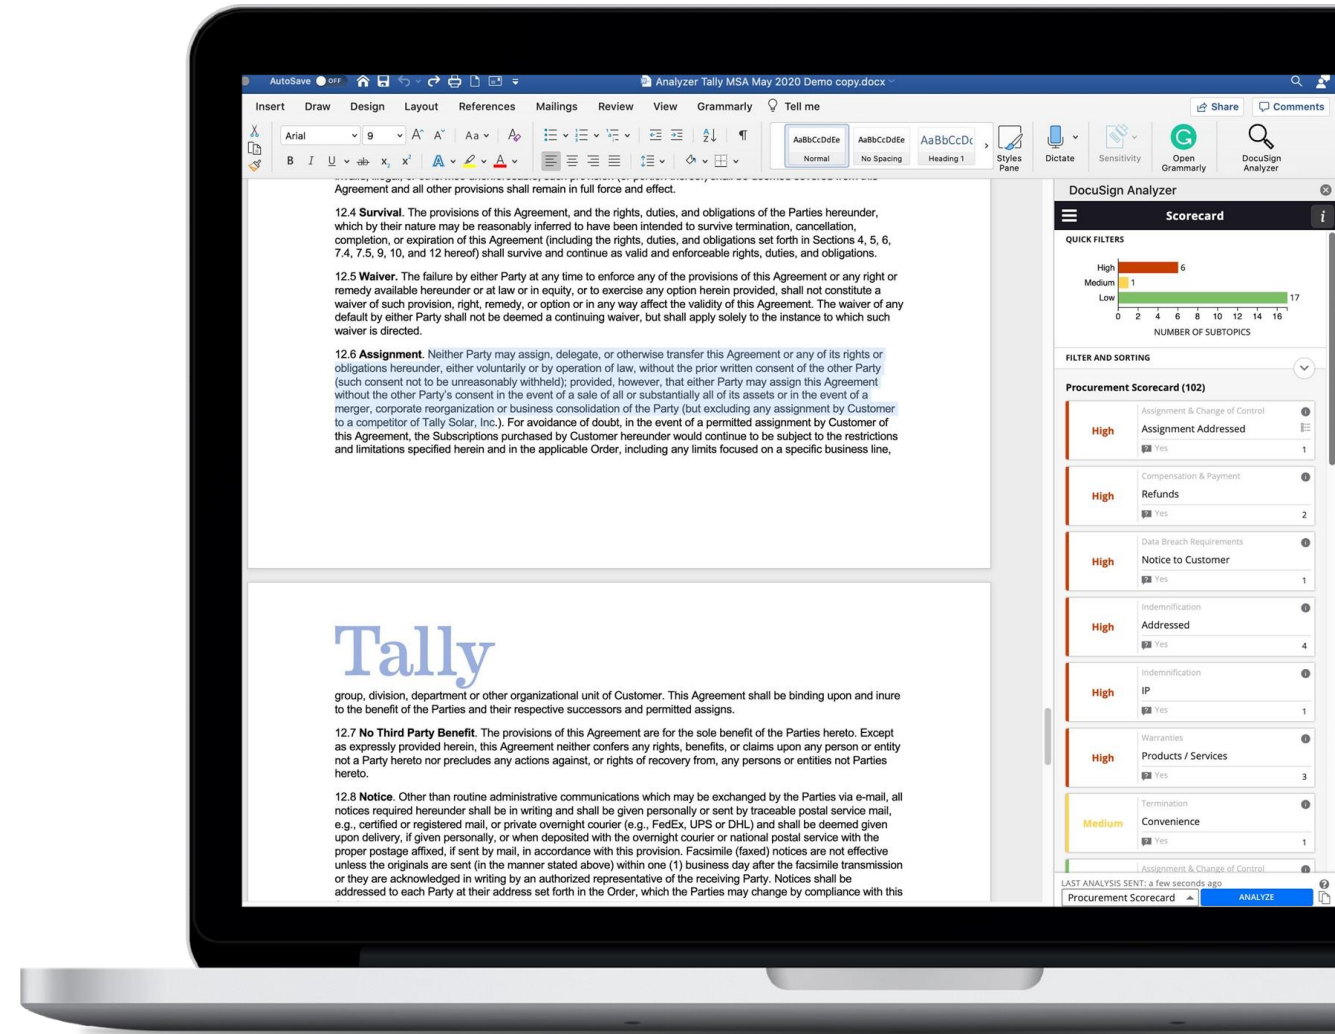 AutoSave OFF
Analyzer Tally MSA May 2020 Demo copy.docx
Insert Draw Design Layout References Mailings Review View Grammarly Tell me Share Comments
Arial 9 A A Aa A
AaBbCcDdEe AaBbCcDdEe AaBbCcDc
B I U ab x x A A
Normal No Spacing Heading 1
Styles Pane
Dictate
Sensitivity
Open Grammarly
DocuSign Analyzer
Agreement and all other provisions shall remain in full force and effect.
12.4 Survival. The provisions of this Agreement, and the rights, duties, and obligations of the Parties hereunder,
which by their nature may be reasonably inferred to have been intended to survive termination, cancellation,
completion, or expiration of this Agreement (including the rights, duties, and obligations set forth in Sections 4, 5, 6,
7.4, 7.5, 9, 10, and 12 hereof) shall survive and continue as valid and enforceable rights, duties, and obligations.
12.5 Waiver. The failure by either Party at any time to enforce any of the provisions of this Agreement or any right or
remedy available hereunder or at law or in equity, or to exercise any option herein provided, shall not constitute a
waiver of such provision, right, remedy, or option or in any way affect the validity of this Agreement. The waiver of any
default by either Party shall not be deemed a continuing waiver, but shall apply solely to the instance to which such
waiver is directed.
12.6 Assignment. Neither Party may assign, delegate, or otherwise transfer this Agreement or any of its rights or
obligations hereunder, either voluntarily or by operation of law, without the prior written consent of the other Party
(such consent not to be unreasonably withheld); provided, however, that either Party may assign this Agreement
without the other Party's consent in the event of a sale of all or substantially all of its assets or in the event of a
merger, corporate reorganization or business consolidation of the Party (but excluding any assignment by Customer
to a competitor of Tally Solar, Inc.). For avoidance of doubt, in the event of a permitted assignment by Customer of
this Agreement, the Subscriptions purchased by Customer hereunder would continue to be subject to the restrictions
and limitations specified herein and in the applicable Order, including any limits focused on a specific business line,
Tally
group, division, department or other organizational unit of Customer. This Agreement shall be binding upon and inure
to the benefit of the Parties and their respective successors and permitted assigns.
12.7 No Third Party Benefit. The provisions of this Agreement are for the sole benefit of the Parties hereto. Except
as expressly provided herein, this Agreement neither confers any rights, benefits, or claims upon any person or entity
not a Party hereto nor precludes any actions against, or rights of recovery from, any persons or entities not Parties
hereto.
12.8 Notice. Other than routine administrative communications which may be exchanged by the Parties via e-mail, all
notices required hereunder shall be in writing and shall be given personally or sent by traceable postal service mail,
e.g., certified or registered mail, or private overnight courier (e.g., FedEx, UPS or DHL) and shall be deemed given
upon delivery, if given personally, or when deposited with the overnight courier or national postal service with the
proper postage affixed, if sent by mail, in accordance with this provision. Facsimile (faxed) notices are not effective
unless the originals are sent (in the manner stated above) within one (1) business day after the facsimile transmission
or they are acknowledged in writing by an authorized representative of the receiving Party. Notices shall be
addressed to each Party at their address set forth in the Order, which the Parties may change by compliance with this
DocuSign Analyzer
Scorecard i
QUICK FILTERS
High 6
Medium 1
Low 17
0 2 4 6 8 10 12 14 16
NUMBER OF SUBTOPICS
FILTER AND SORTING
Procurement Scorecard (102)
Assignment & Change of Control
High Assignment Addressed
Yes 1
Compensation & Payment
High Refunds
Yes 2
Data Breach Requirements
High Notice to Customer
Yes 1
Indemnification
High Addressed
Yes 4
Indemnification
High IP
Yes 1
Warranties
High Products / Services
Yes 3
Termination
Medium Convenience
Yes 1
Assignment & Change of Control
LAST ANALYSIS SENT: a few seconds ago
Procurement Scorecard ANALYZE